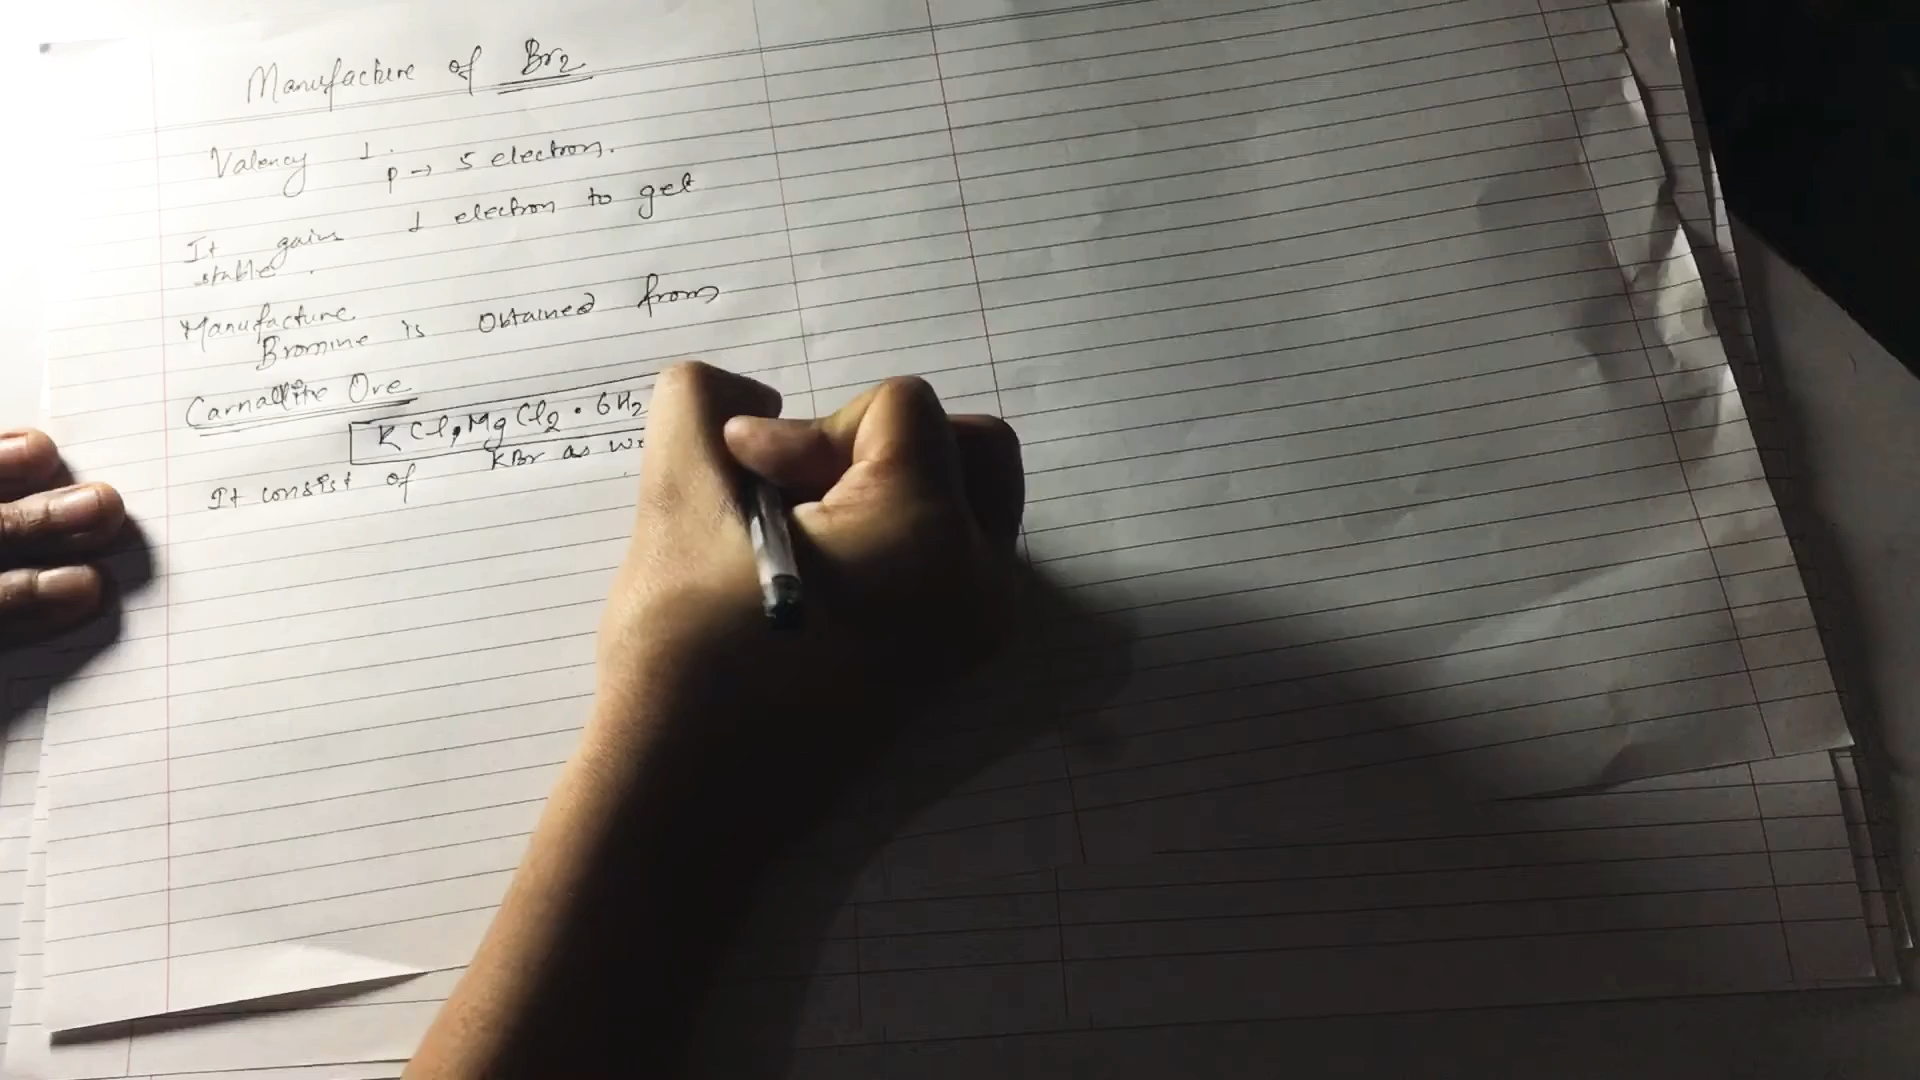 Manufacture of Br2
Valency 1.
p → 5 electron.
It gains 1 electron to get
stable.
Manufacture
Bromine is Obtained from
Carnallite Ore
KCl, MgCl2 • 6H2
It consist of KBr as